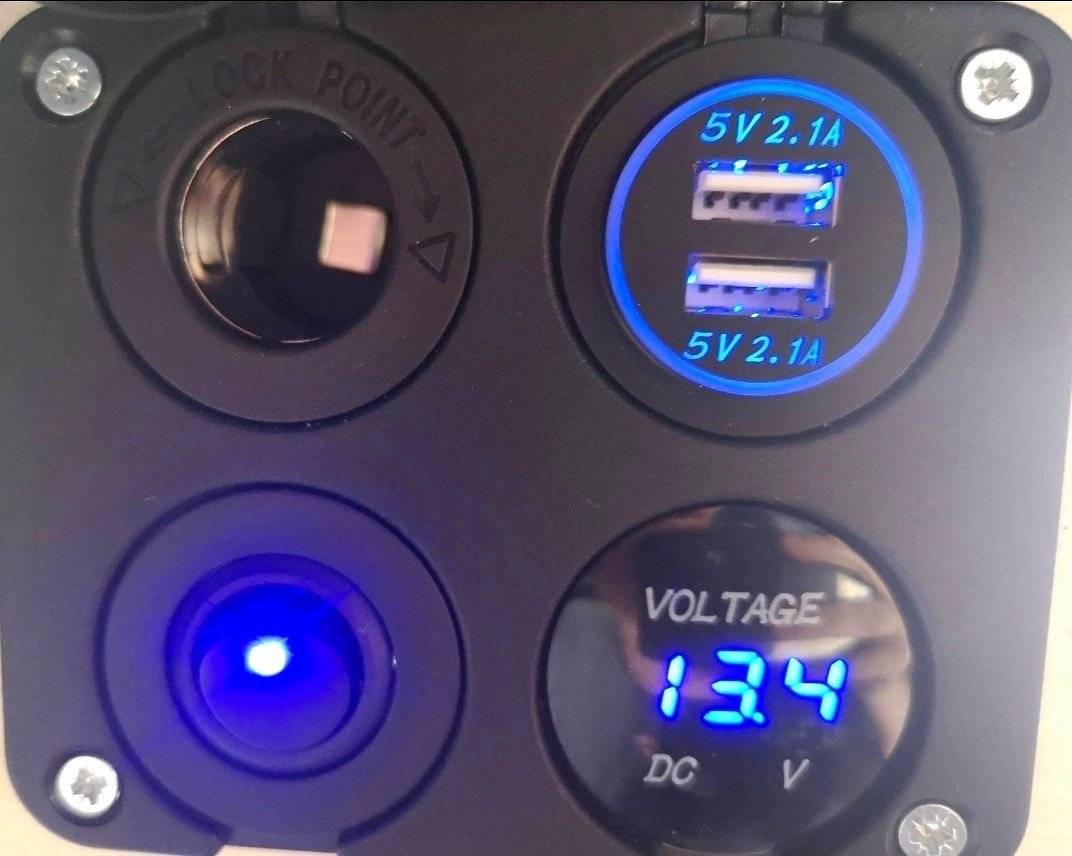 LOCK POINT
5V 2.1A
5V 2.1A
VOLTAGE
13.4
DC V